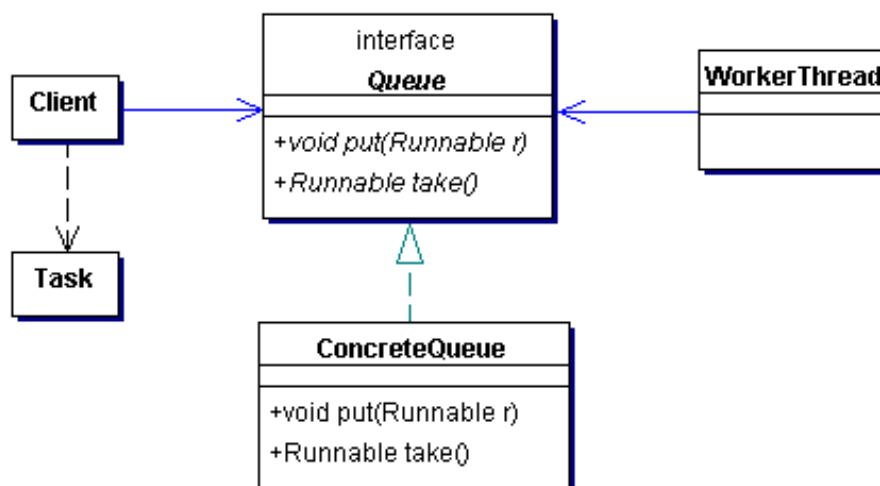 interface
Queue
+void put(Runnable r)
+Runnable take()
Client
WorkerThread
Task
ConcreteQueue
+void put(Runnable r)
+Runnable take()